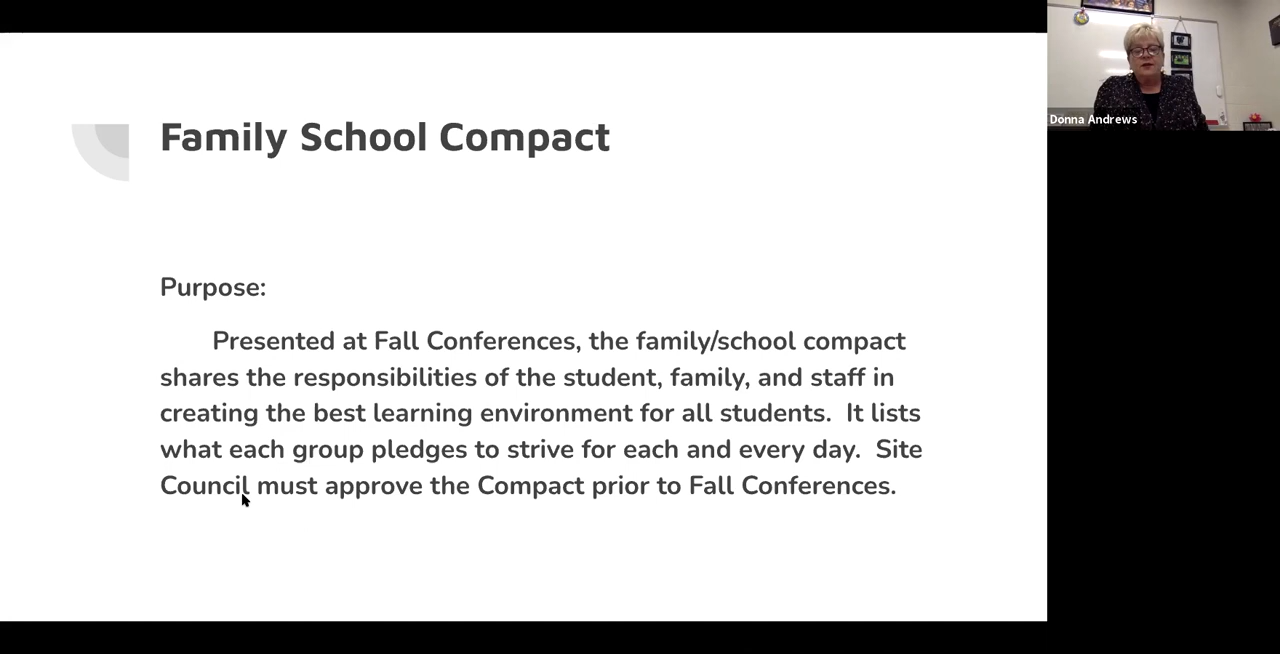 Family School Compact
Donna Andrews
Purpose:
Presented at Fall Conferences, the family/school compact
shares the responsibilities of the student, family, and staff in
creating the best learning environment for all students.  It lists
what each group pledges to strive for each and every day.  Site
Council must approve the Compact prior to Fall Conferences.